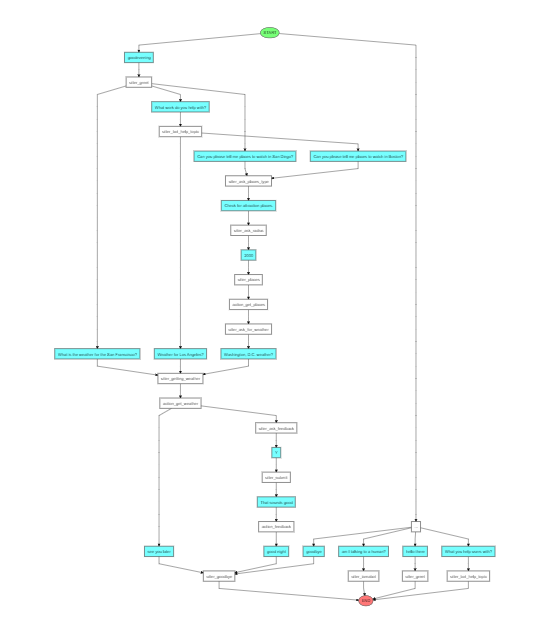 START
goodmorning
utter_greet
What work do you help with?
utter_bot_help_topic
Can you please tell me places to watch in San Diego?
Can you please tell me places to watch in Boston?
utter_ask_places_type
Check for attraction places
utter_ask_radius
2000
utter_places
action_get_places
utter_ask_for_weather
What is the weather for the San Francisco?
Weather for Los Angeles?
Washington, D.C. weather?
utter_getting_weather
action_get_weather
utter_ask_feedback
utter_submit
That sounds good
action_feedback
see you later
good night
goodbye
am I talking to a human?
hello there
What you help users with?
utter_goodbye
utter_greet
utter_bot_help_topic
END